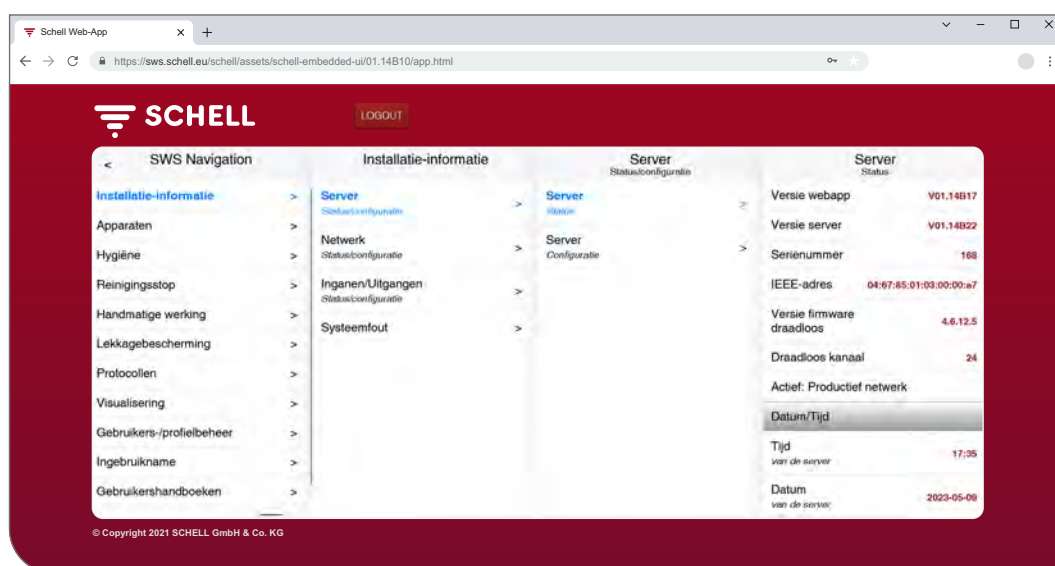 Schell Web-App
https://sws.schell.eu/schell/assets/schell-embedded-ui/01.14B10/app.html
SCHELL
LOGOUT
< SWS Navigation
Installatie-informatie >
Apparaten >
Hygiëne >
Reinigingsstop >
Handmatige werking >
Lekkagebescherming >
Protocollen >
Visualisering >
Gebruikers-/profielbeheer >
Ingebruikname >
Gebruikershandboeken >
Installatie-informatie
Server >
Status/configuratie
Netwerk >
Status/configuratie
Inganen/Uitgangen >
Status/configuratie
Systeemfout >
Server
Status/configuratie
Server >
Status
Server >
Configuratie
Server
Status
Versie webapp V01.14B17
Versie server V01.14B22
Serienummer 168
IEEE-adres 04:67:85:01:03:00:00:a7
Versie firmware
draadloos 4.6.12.5
Draadloos kanaal 24
Actief: Productief netwerk
Datum/Tijd
Tijd 17:35
van de server
Datum 2023-05-09
van de server
© Copyright 2021 SCHELL GmbH & Co. KG